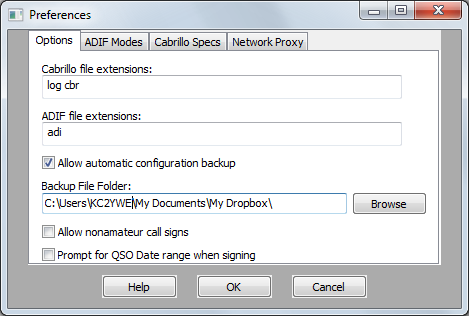 Preferences
Options ADIF Modes Cabrillo Specs Network Proxy
Cabrillo file extensions:
log cbr
ADIF file extensions:
adi
Allow automatic configuration backup
Backup File Folder:
C:\Users\KC2YWE\My Documents\My Dropbox\ Browse
Allow nonamateur call signs
Prompt for QSO Date range when signing
Help OK Cancel